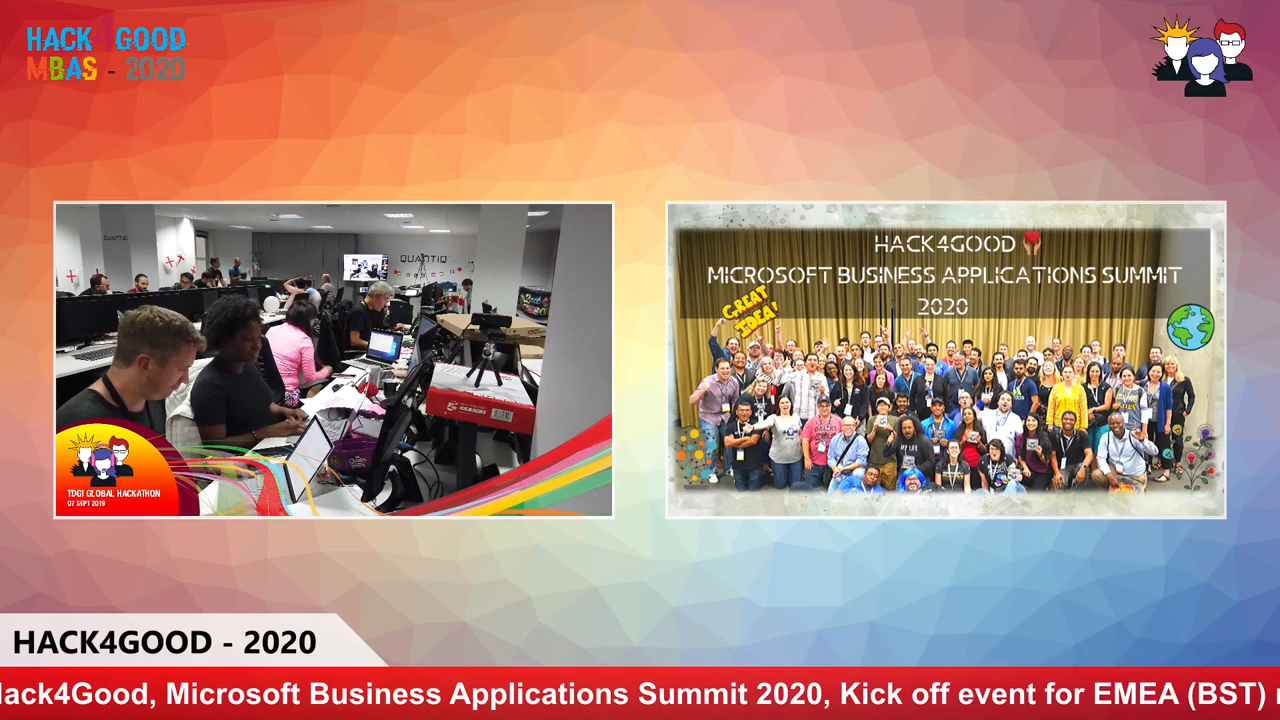 HACK4GOOD
MBAS - 2020
QUANTIQ
QUANTIQ
TDGI GLOBAL HACKATHON
07 SEPT 2019
HACK4GOOD
MICROSOFT BUSINESS APPLICATIONS SUMMIT
2020
GREAT
IDEA!
HACK4GOOD - 2020
Hack4Good, Microsoft Business Applications Summit 2020, Kick off event for EMEA (BST)